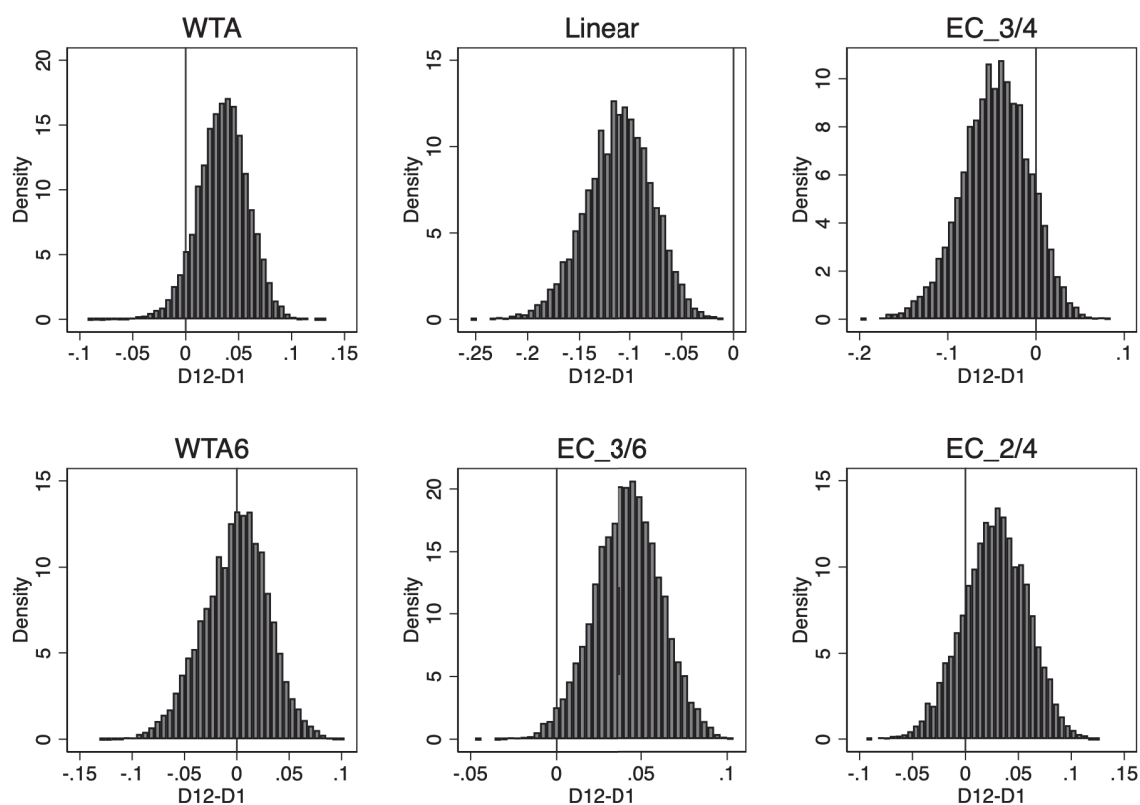 WTA
Linear
EC_3/4
Density
0 5 10 15 20
-.1 -.05 0 .05 .1 .15
D12-D1
Density
0 5 10 15
-.25 -.2 -.15 -.1 -.05 0
D12-D1
Density
0 2 4 6 8 10
-.2 -.1 0 .1
D12-D1
WTA6
EC_3/6
EC_2/4
Density
0 5 10 15
-.15 -.1 -.05 0 .05 .1
D12-D1
Density
0 5 10 15 20
-.05 0 .05 .1
D12-D1
Density
0 5 10 15
-.1 -.05 0 .05 .1 .15
D12-D1